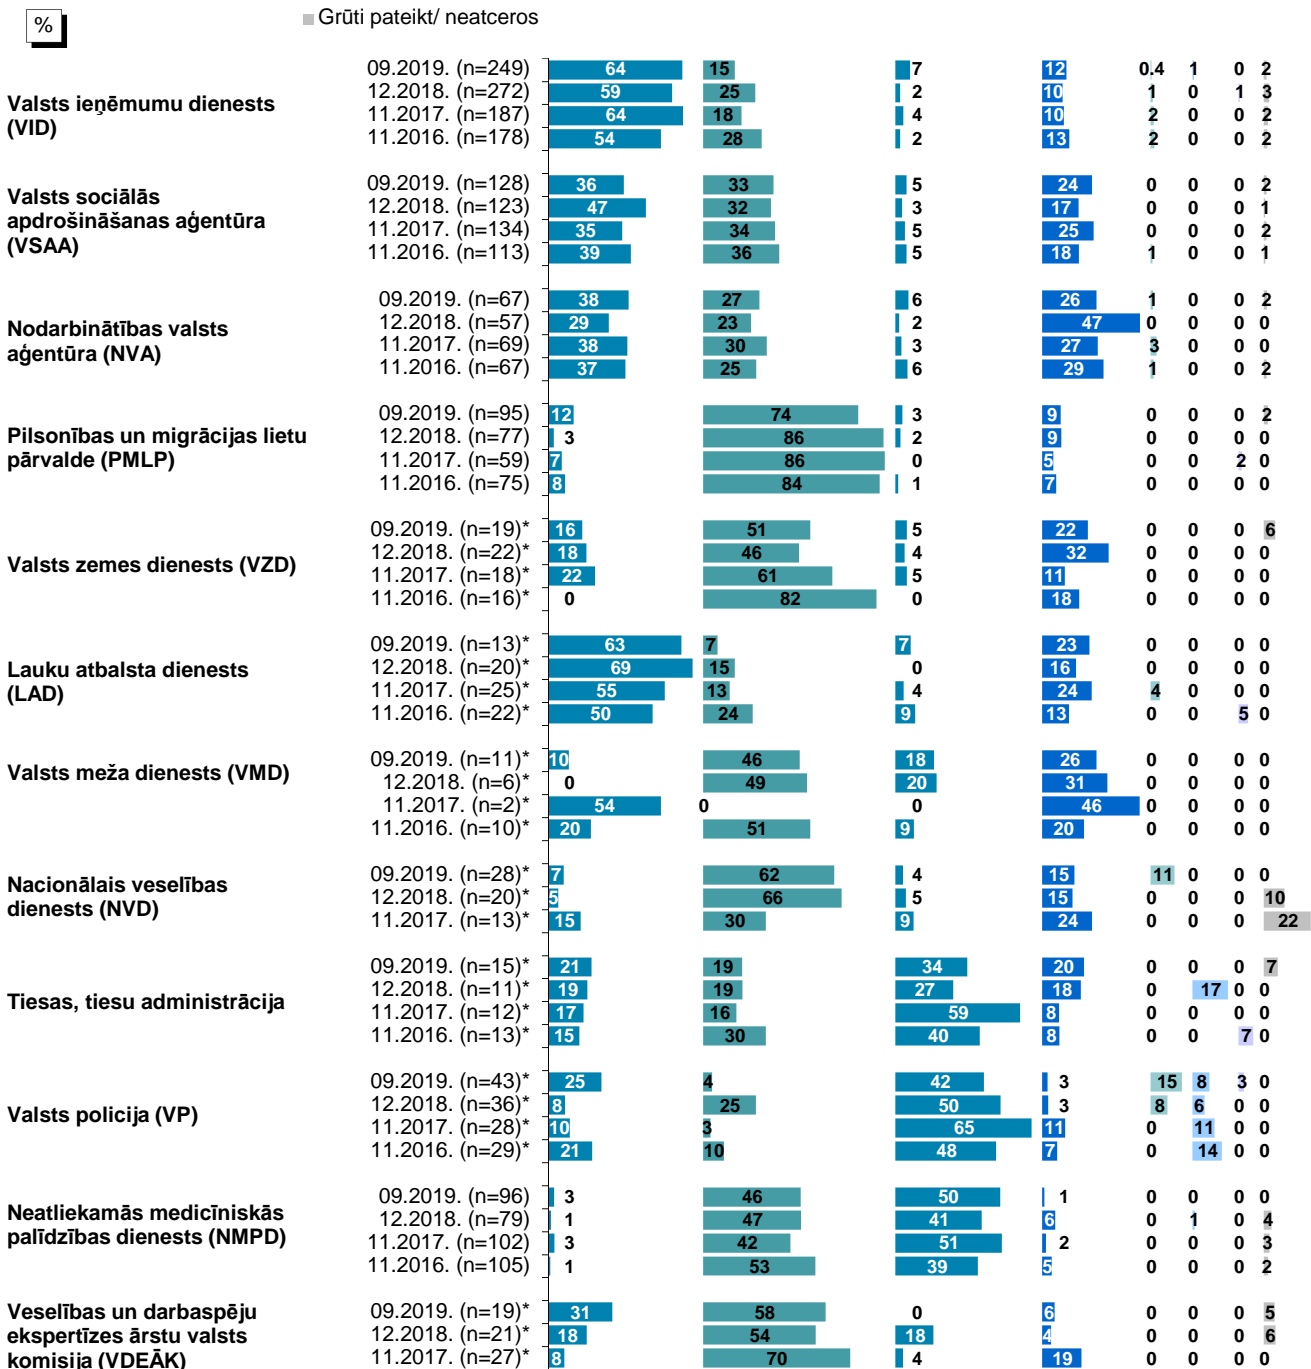 %
Grūti pateikt/ neatceros
Valsts ieņēmumu dienests
(VID)
09.2019. (n=249) 64 15 7 12 0.4 1 0 2
12.2018. (n=272) 59 25 2 10 1 0 1 3
11.2017. (n=187) 64 18 4 10 2 0 0 2
11.2016. (n=178) 54 28 2 13 2 0 0 2
Valsts sociālās
apdrošināšanas aģentūra
(VSAA)
09.2019. (n=128) 36 33 5 24 0 0 0 2
12.2018. (n=123) 47 32 3 17 0 0 0 1
11.2017. (n=134) 35 34 5 25 0 0 0 2
11.2016. (n=113) 39 36 5 18 1 0 0 1
Nodarbinātības valsts
aģentūra (NVA)
09.2019. (n=67) 38 27 6 26 1 0 0 2
12.2018. (n=57) 29 23 2 47 0 0 0 0
11.2017. (n=69) 38 30 3 27 3 0 0 0
11.2016. (n=67) 37 25 6 29 1 0 0 2
Pilsonības un migrācijas lietu
pārvalde (PMLP)
09.2019. (n=95) 12 74 3 9 0 0 0 2
12.2018. (n=77) 3 86 2 9 0 0 0 0
11.2017. (n=59) 7 86 0 5 0 0 2 0
11.2016. (n=75) 8 84 1 7 0 0 0 0
Valsts zemes dienests (VZD)
09.2019. (n=19)* 16 51 5 22 0 0 0 6
12.2018. (n=22)* 18 46 4 32 0 0 0 0
11.2017. (n=18)* 22 61 5 11 0 0 0 0
11.2016. (n=16)* 0 82 0 18 0 0 0 0
Lauku atbalsta dienests
(LAD)
09.2019. (n=13)* 63 7 7 23 0 0 0 0
12.2018. (n=20)* 69 15 0 16 0 0 0 0
11.2017. (n=25)* 55 13 4 24 4 0 0 0
11.2016. (n=22)* 50 24 9 13 0 0 5 0
Valsts meža dienests (VMD)
09.2019. (n=11)* 10 46 18 26 0 0 0 0
12.2018. (n=6)* 0 49 20 31 0 0 0 0
11.2017. (n=2)* 54 0 0 46 0 0 0 0
11.2016. (n=10)* 20 51 9 20 0 0 0 0
Nacionālais veselības
dienests (NVD)
09.2019. (n=28)* 7 62 4 15 11 0 0 0
12.2018. (n=20)* 5 66 5 15 0 0 0 10
11.2017. (n=13)* 15 30 9 24 0 0 0 22
Tiesas, tiesu administrācija
09.2019. (n=15)* 21 19 34 20 0 0 0 7
12.2018. (n=11)* 19 19 27 18 0 17 0 0
11.2017. (n=12)* 17 16 59 8 0 0 0 0
11.2016. (n=13)* 15 30 40 8 0 0 7 0
Valsts policija (VP)
09.2019. (n=43)* 25 4 42 3 15 8 3 0
12.2018. (n=36)* 8 25 50 3 8 6 0 0
11.2017. (n=28)* 10 3 65 11 0 11 0 0
11.2016. (n=29)* 21 10 48 7 0 14 0 0
Neatliekamās medicīniskās
palīdzības dienests (NMPD)
09.2019. (n=96) 3 46 50 1 0 0 0 0
12.2018. (n=79) 1 47 41 6 0 1 0 4
11.2017. (n=102) 3 42 51 2 0 0 0 3
11.2016. (n=105) 1 53 39 5 0 0 0 2
Veselības un darbaspēju
ekspertīzes ārstu valsts
komisija (VDEĀK)
09.2019. (n=19)* 31 58 0 6 0 0 0 5
12.2018. (n=21)* 18 54 18 4 0 0 0 6
11.2017. (n=27)* 8 70 4 19 0 0 0 0